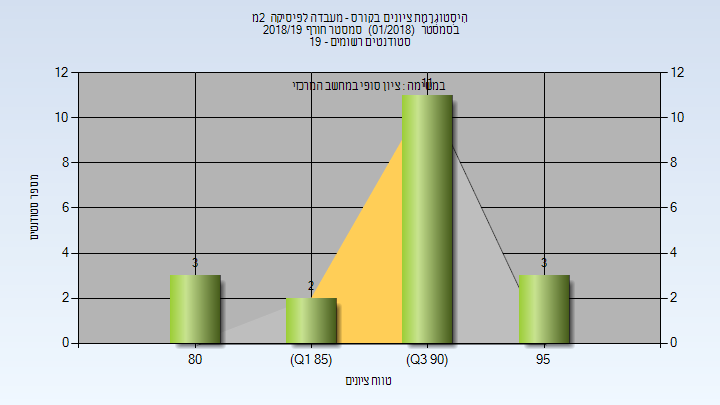 היסטוגרמת ציונים בקורס - מעבדה לפיסיקה 2מ
בסמסטר (01/2018) סמסטר חורף 2018/19
סטודנטים רשומים - 19
במשימה : ציון סופי במחשב המרכזי
12
10
8
6
4
2
0
12
10
8
6
4
2
0
מספר סטודנטים
3
2
11
3
80
(Q1 85)
(Q3 90)
95
טווח ציונים